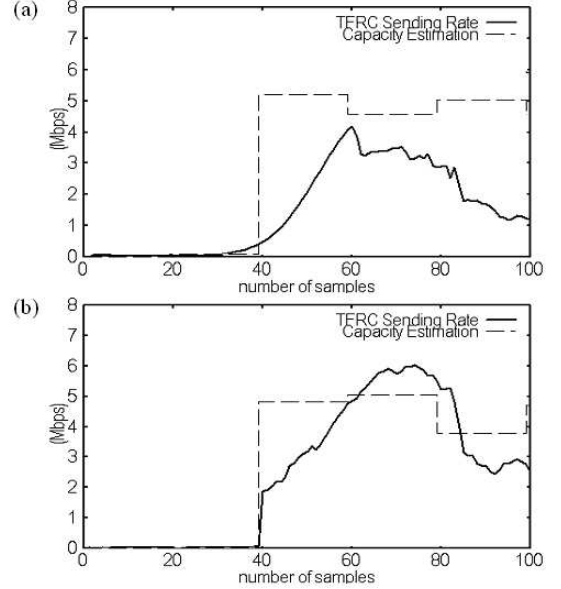 (a)
8
7
6
5
4
3
2
1
0
(Mbps)
TFRC Sending Rate
Capacity Estimation
0 20 40 60 80 100
number of samples
(b)
8
7
6
5
4
3
2
1
0
(Mbps)
TFRC Sending Rate
Capacity Estimation
0 20 40 60 80 100
number of samples